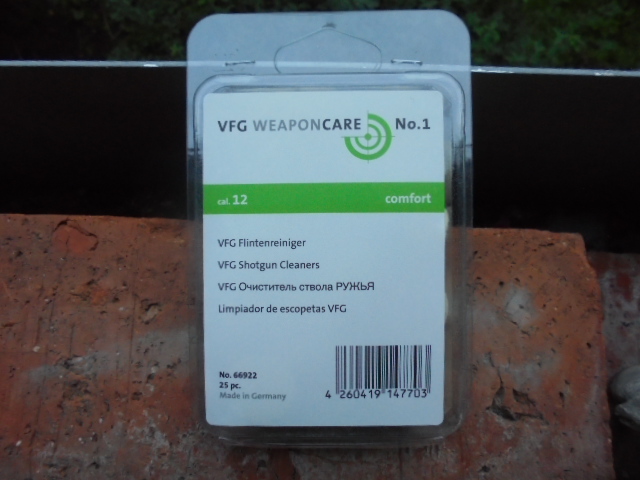 VFG WEAPONCARE No.1
cal. 12 comfort
VFG Flintenreiniger
VFG Shotgun Cleaners
VFG Очиститель ствола РУЖЬЯ
Limpiador de escopetas VFG
No. 66922
25 pc.
Made in Germany
4 260419 147703